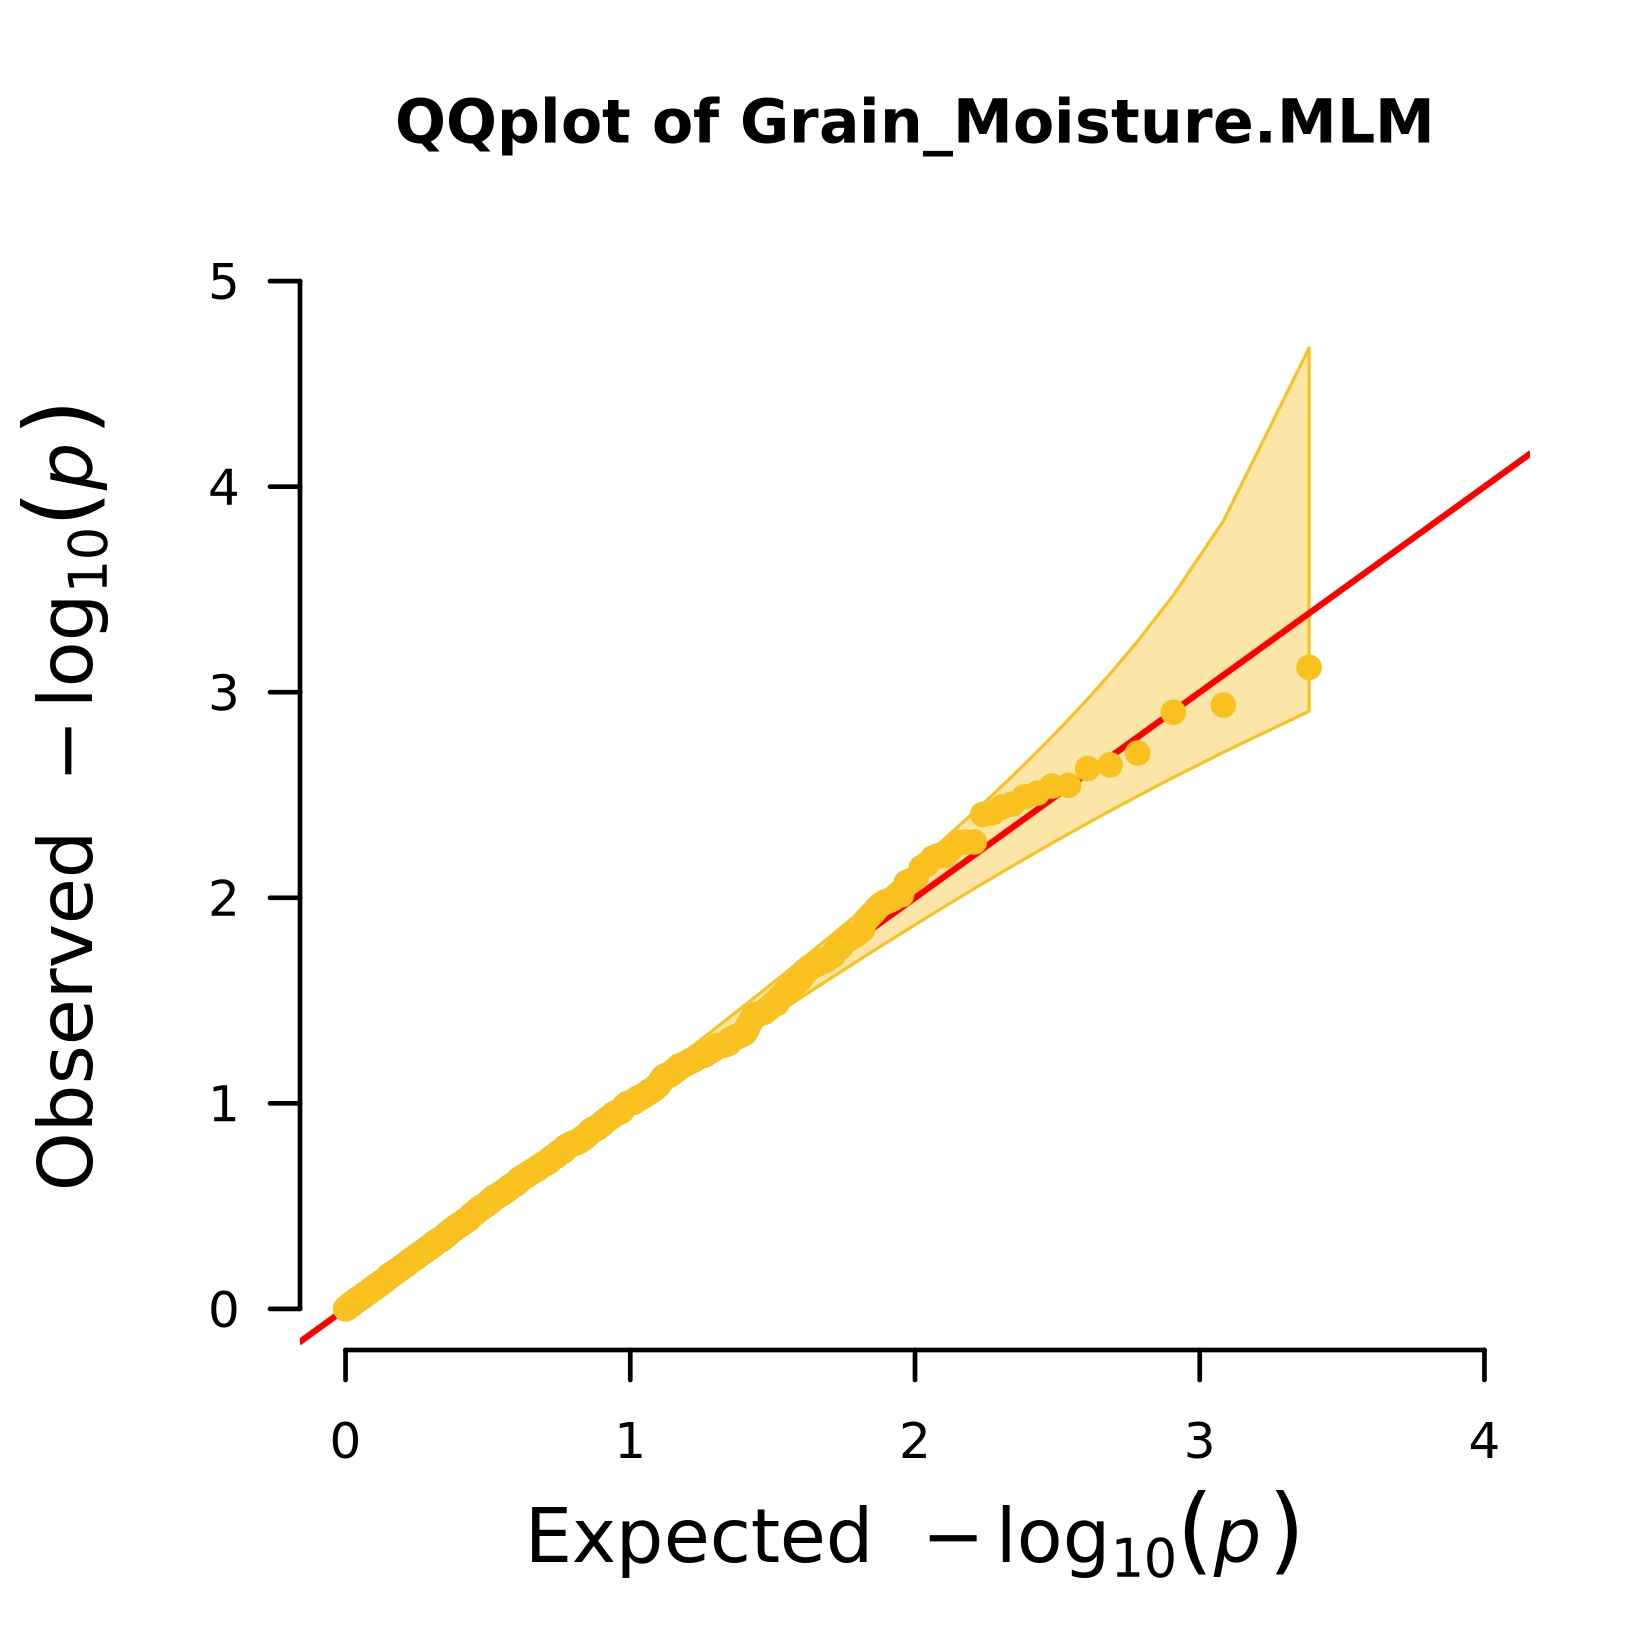 QQplot of Grain_Moisture.MLM
5
4
3
2
1
0
Observed −log₁₀(p)
0 1 2 3 4
Expected −log₁₀(p)